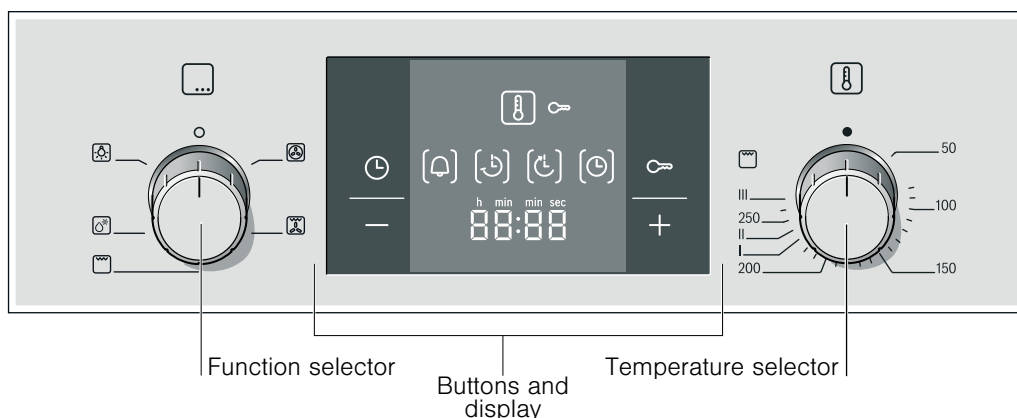 50
100
150
200
I
II
250
III
h min min sec
88:88
Function selector
Buttons and
display
Temperature selector